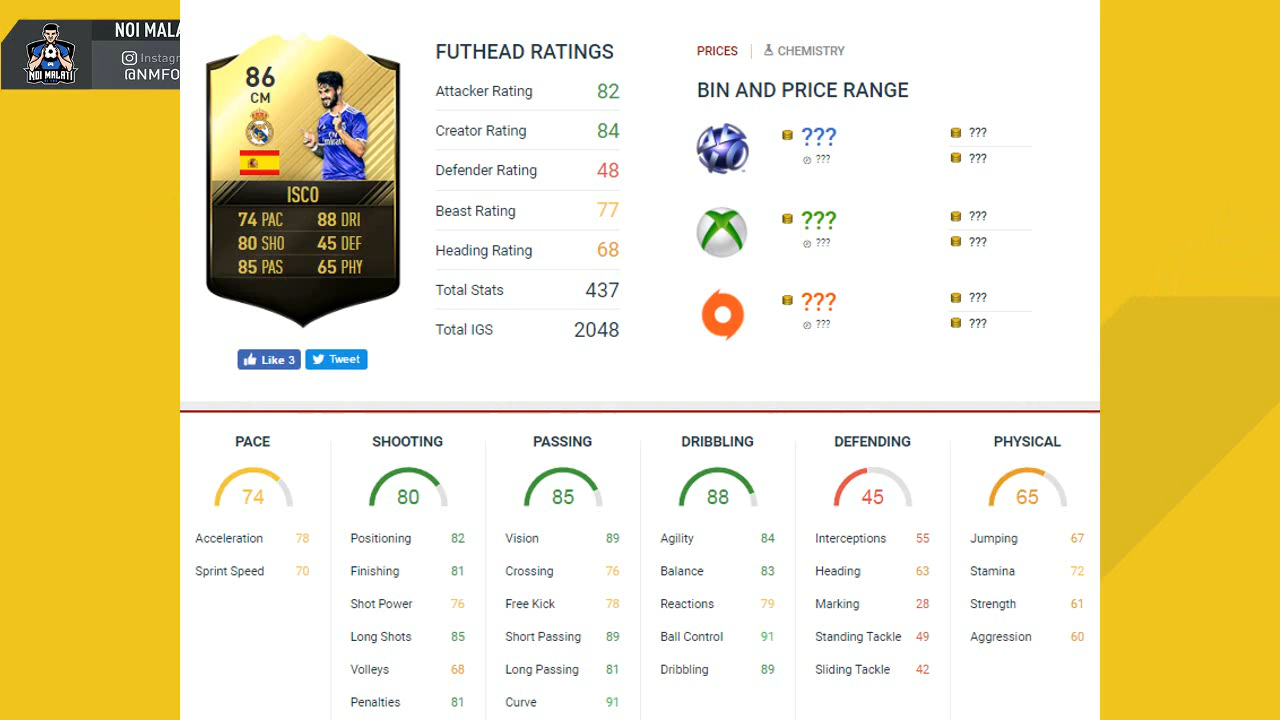 NOI MALA
Instagr
@NMFO
NOI MALATI
86
CM
ISCO
74 PAC 88 DRI
80 SHO 45 DEF
85 PAS 65 PHY
Like 3 Tweet
FUTHEAD RATINGS
Attacker Rating 82
Creator Rating 84
Defender Rating 48
Beast Rating 77
Heading Rating 68
Total Stats 437
Total IGS 2048
PRICES CHEMISTRY
BIN AND PRICE RANGE
??? ???
??? ???
??? ???
??? ???
??? ???
??? ???
PACE
74
Acceleration 78
Sprint Speed 70
SHOOTING
80
Positioning 82
Finishing 81
Shot Power 76
Long Shots 85
Volleys 68
Penalties 81
PASSING
85
Vision 89
Crossing 76
Free Kick 78
Short Passing 89
Long Passing 81
Curve 91
DRIBBLING
88
Agility 84
Balance 83
Reactions 79
Ball Control 91
Dribbling 89
DEFENDING
45
Interceptions 55
Heading 63
Marking 28
Standing Tackle 49
Sliding Tackle 42
PHYSICAL
65
Jumping 67
Stamina 72
Strength 61
Aggression 60